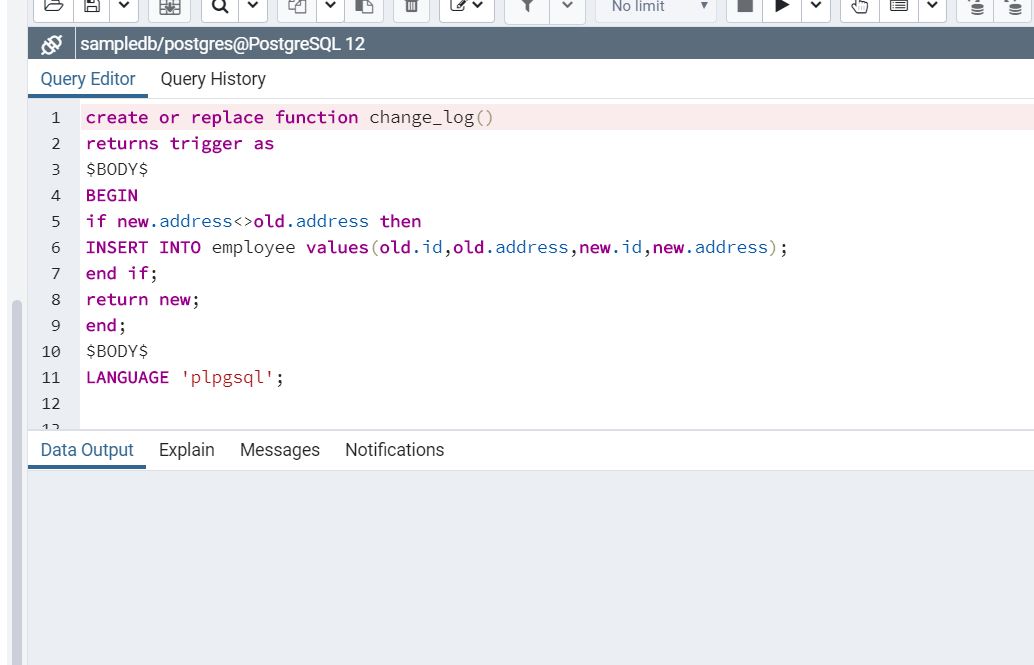 No limit
sampledb/postgres@PostgreSQL 12
Query Editor Query History
1 create or replace function change_log()
2 returns trigger as
3 $BODY$
4 BEGIN
5 if new.address<>old.address then
6 INSERT INTO employee values(old.id,old.address,new.id,new.address);
7 end if;
8 return new;
9 end;
10 $BODY$
11 LANGUAGE 'plpgsql';
12
Data Output Explain Messages Notifications